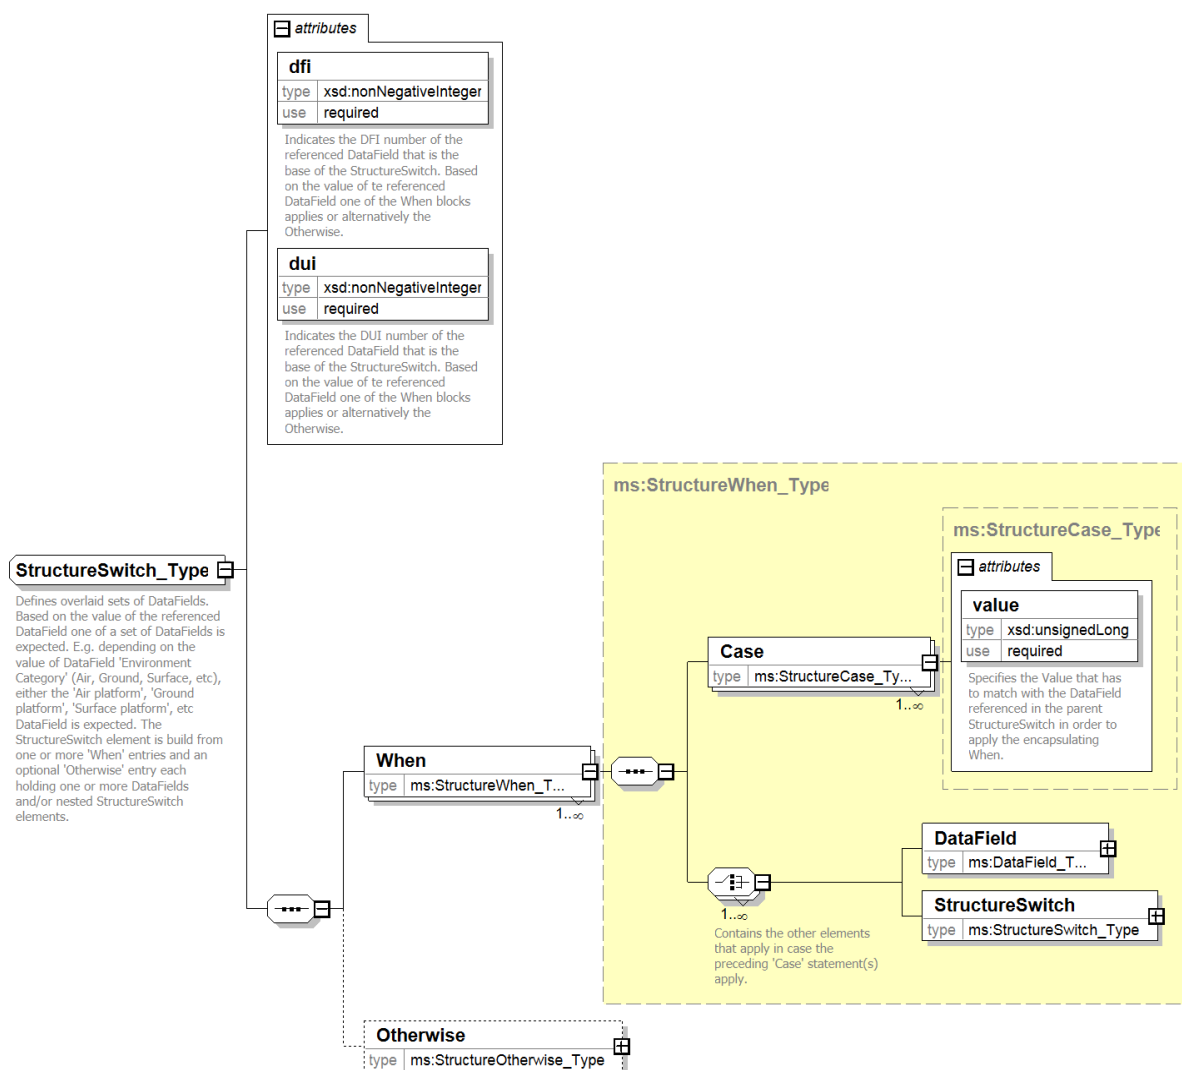 attributes
dfi
type xsd:nonNegativeInteger
use required
Indicates the DFI number of the
referenced DataField that is the
base of the StructureSwitch. Based
on the value of te referenced
DataField one of the When blocks
applies or alternatively the
Otherwise.
dui
type xsd:nonNegativeInteger
use required
Indicates the DUI number of the
referenced DataField that is the
base of the StructureSwitch. Based
on the value of te referenced
DataField one of the When blocks
applies or alternatively the
Otherwise.
StructureSwitch_Type
Defines overlaid sets of DataFields.
Based on the value of the referenced
DataField one of a set of DataFields is
expected. E.g. depending on the
value of DataField 'Environment
Category' (Air, Ground, Surface, etc),
either the 'Air platform', 'Ground
platform', 'Surface platform', etc
DataField is expected. The
StructureSwitch element is build from
one or more 'When' entries and an
optional 'Otherwise' entry each
holding one or more DataFields
and/or nested StructureSwitch
elements.
When
type ms:StructureWhen_T...
1..∞
ms:StructureWhen_Type
Case
type ms:StructureCase_Ty...
1..∞
ms:StructureCase_Type
attributes
value
type xsd:unsignedLong
use required
Specifies the Value that has
to match with the DataField
referenced in the parent
StructureSwitch in order to
apply the encapsulating
When.
1..∞
Contains the other elements
that apply in case the
preceding 'Case' statement(s)
apply.
DataField
type ms:DataField_T...
StructureSwitch
type ms:StructureSwitch_Type
Otherwise
type ms:StructureOtherwise_Type